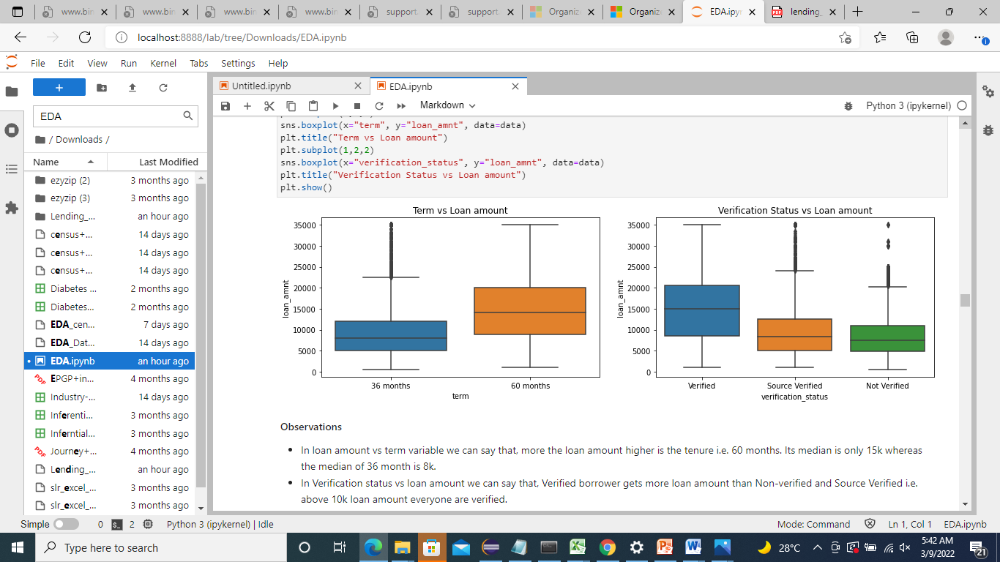 www.bin
www.bin
www.bin
www.bin
support.
support.
Organize
Organize
EDA.ipyn
lending_
localhost:8888/lab/tree/Downloads/EDA.ipynb
File Edit View Run Kernel Tabs Settings Help
Untitled.ipynb
EDA.ipynb
Markdown
Python 3 (ipykernel)
EDA
/ Downloads /
Name Last Modified
ezyzip (2) 3 months ago
ezyzip (3) 3 months ago
Lending_... an hour ago
census+... 14 days ago
census+... 14 days ago
census+... 14 days ago
Diabetes ... 2 months ago
Diabetes... 2 months ago
EDA_cen... 7 days ago
EDA_Dat... 14 days ago
EDA.ipynb an hour ago
EPGP+in... 4 months ago
Industry-... 14 days ago
Inferenti... 3 months ago
Inferntial... 3 months ago
Journey+... 4 months ago
Lending_... an hour ago
slr_excel_... 3 months ago
slr_excel_... 3 months ago
sns.boxplot(x="term", y="loan_amnt", data=data)
plt.title("Term vs Loan amount")
plt.subplot(1,2,2)
sns.boxplot(x="verification_status", y="loan_amnt", data=data)
plt.title("Verification Status vs Loan amount")
plt.show()
Term vs Loan amount
35000
30000
25000
20000
15000
10000
5000
0
loan_amnt
36 months 60 months
term
Verification Status vs Loan amount
35000
30000
25000
20000
15000
10000
5000
0
loan_amnt
Verified Source Verified Not Verified
verification_status
Observations
In loan amount vs term variable we can say that, more the loan amount higher is the tenure i.e. 60 months. Its median is only 15k whereas
the median of 36 month is 8k.
In Verification status vs loan amount we can say that, Verified borrower gets more loan amount than Non-verified and Source Verified i.e.
above 10k loan amount everyone are verified.
Simple 0 2 Python 3 (ipykernel) | Idle Mode: Command Ln 1, Col 1 EDA.ipynb
Type here to search
28°C
5:42 AM
3/9/2022
21